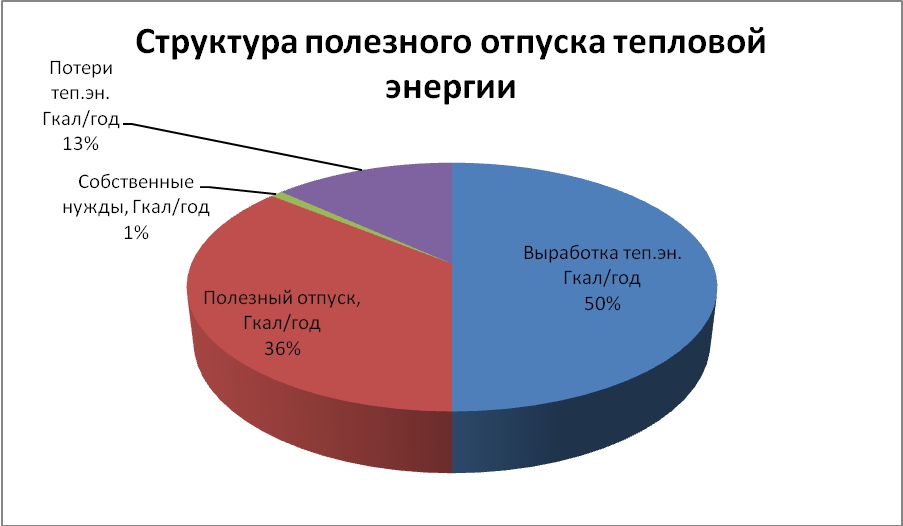 Структура полезного отпуска тепловой
энергии
Потери
теп.эн.
Гкал/год
13%
Собственные
нужды, Гкал/год
1%
Выработка теп.эн.
Гкал/год
50%
Полезный отпуск,
Гкал/год
36%